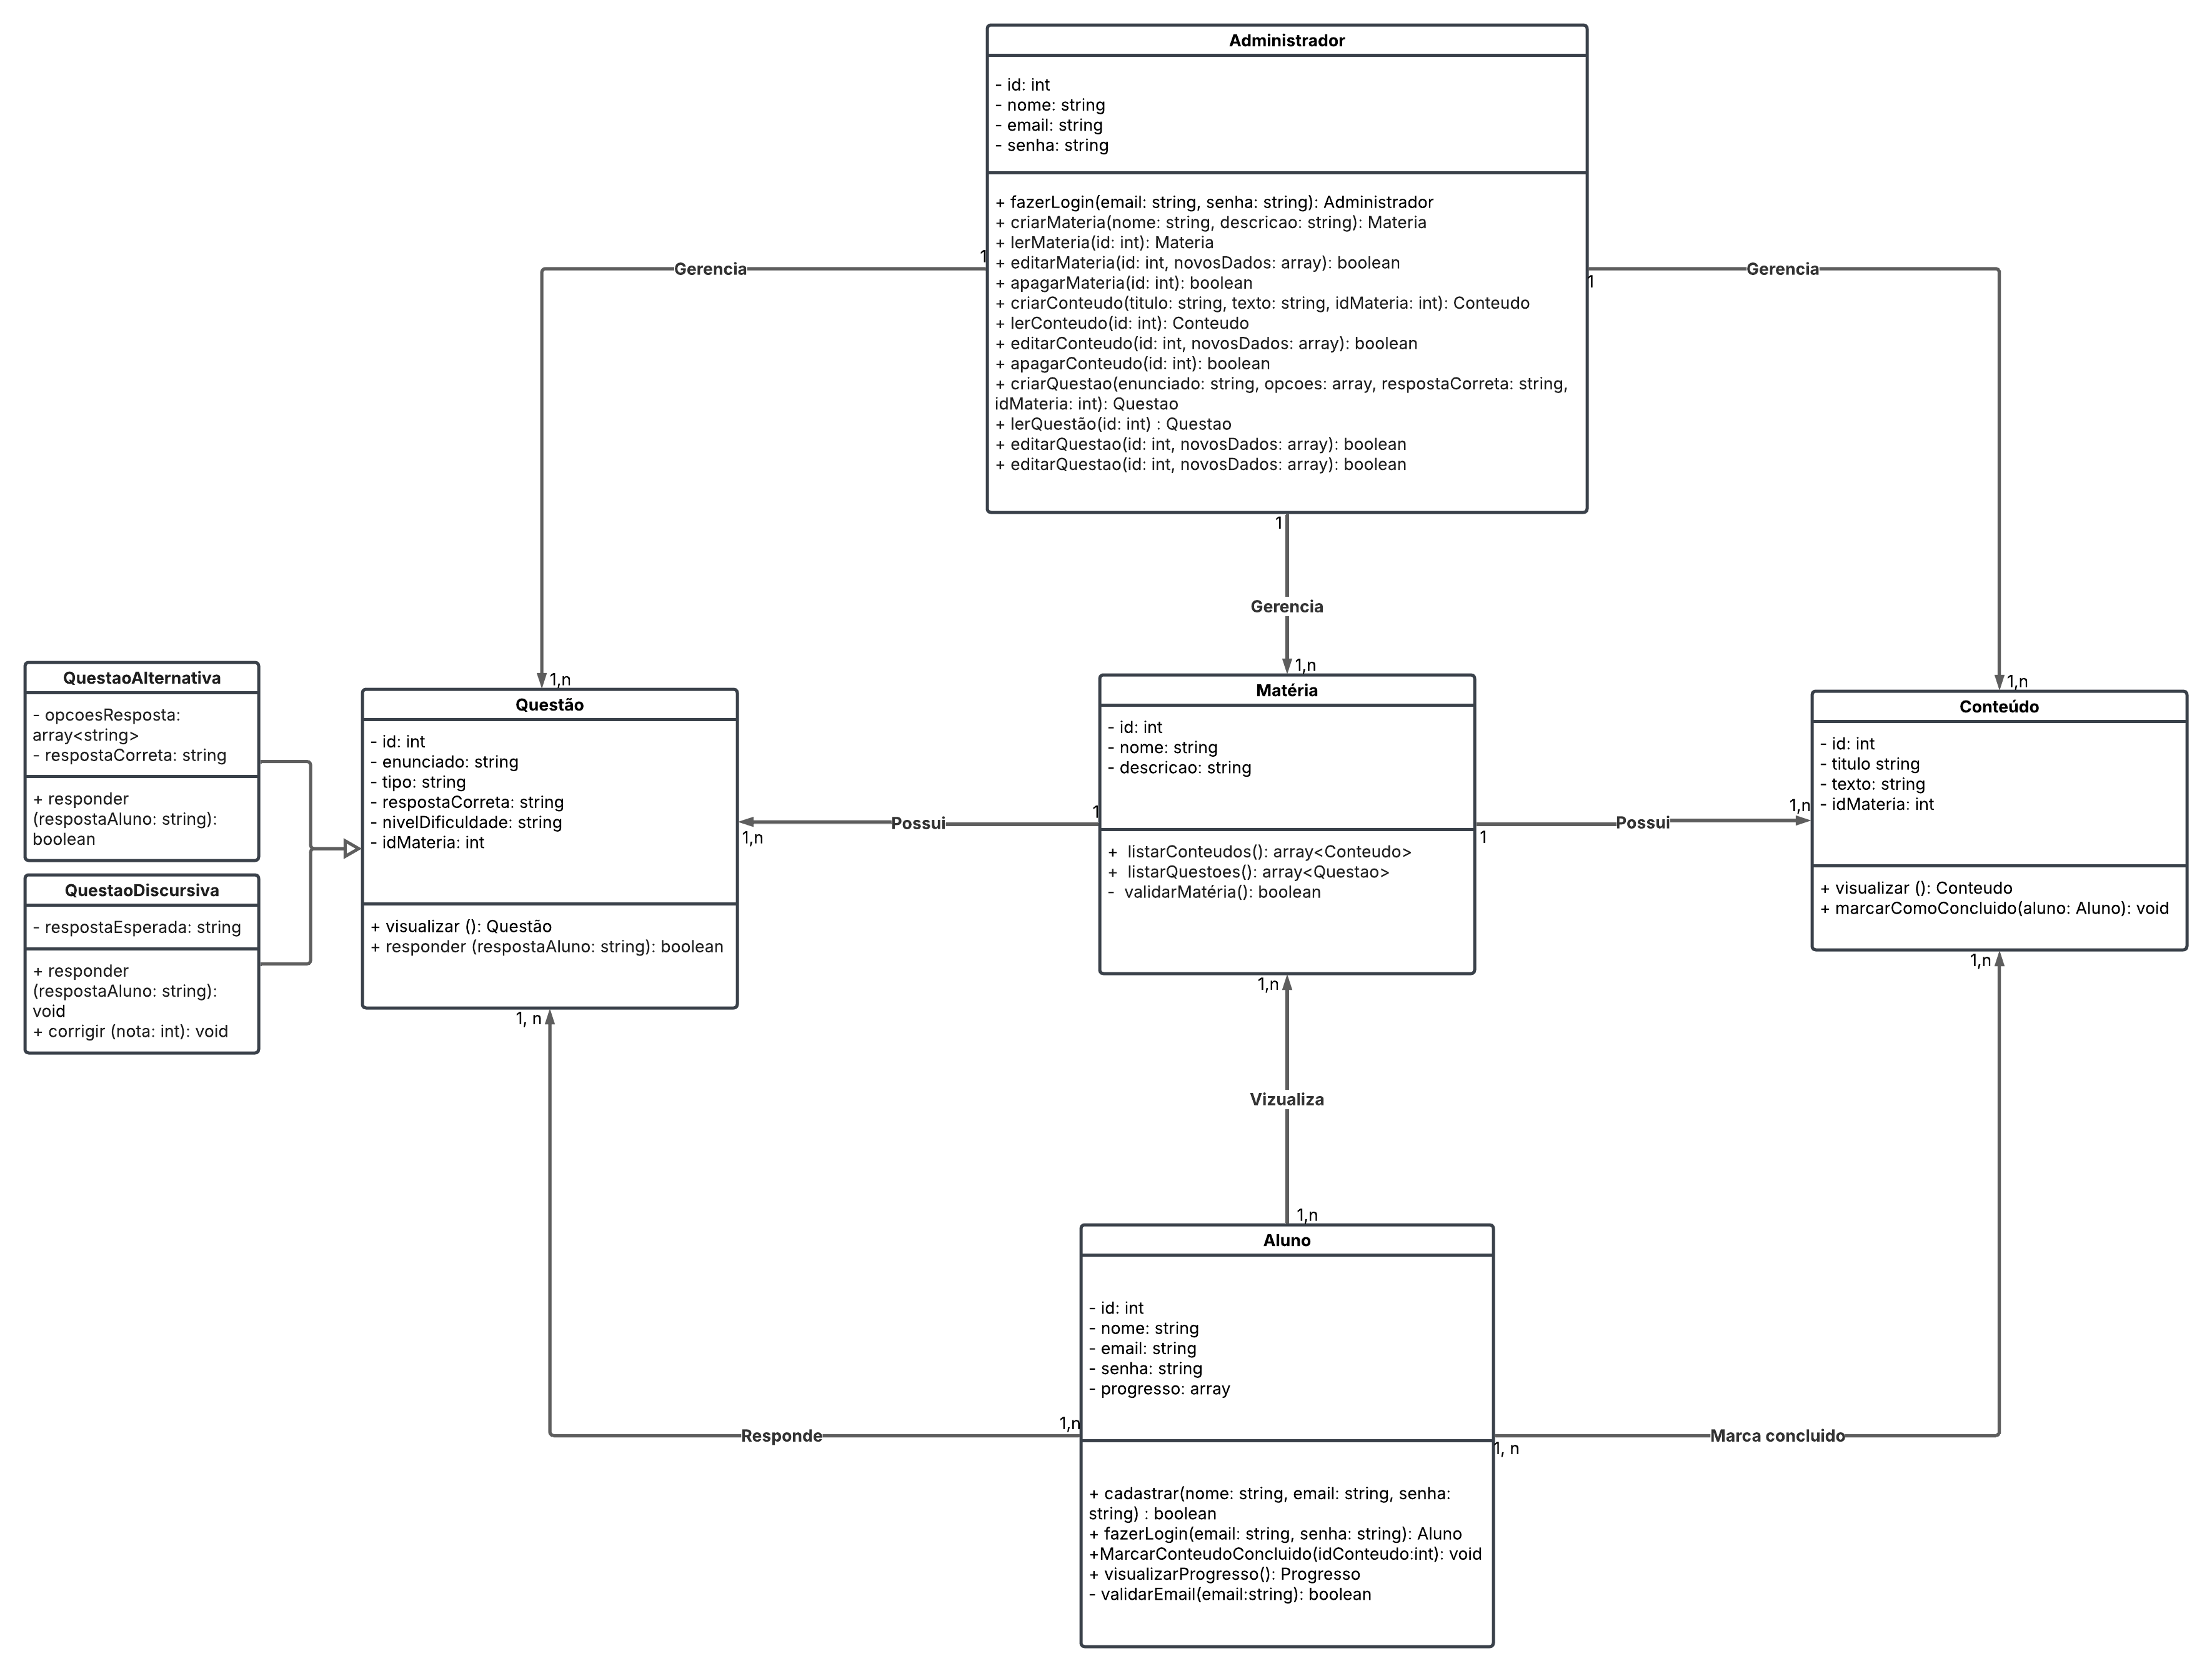 Administrador
- id: int
- nome: string
- email: string
- senha: string
+ fazerLogin(email: string, senha: string): Administrador
+ criarMateria(nome: string, descricao: string): Materia
+ lerMateria(id: int): Materia
+ editarMateria(id: int, novosDados: array): boolean
+ apagarMateria(id: int): boolean
+ criarConteudo(titulo: string, texto: string, idMateria: int): Conteudo
+ lerConteudo(id: int): Conteudo
+ editarConteudo(id: int, novosDados: array): boolean
+ apagarConteudo(id: int): boolean
+ criarQuestao(enunciado: string, opcoes: array, respostaCorreta: string,
idMateria: int): Questao
+ lerQuestão(id: int) : Questao
+ editarQuestao(id: int, novosDados: array): boolean
+ editarQuestao(id: int, novosDados: array): boolean
1
Gerencia
1,n
1
Gerencia
1,n
1
Gerencia
1,n
QuestaoAlternativa
- opcoesResposta:
array<string>
- respostaCorreta: string
+ responder
(respostaAluno: string):
boolean
QuestaoDiscursiva
- respostaEsperada: string
+ responder
(respostaAluno: string):
void
+ corrigir (nota: int): void
Questão
- id: int
- enunciado: string
- tipo: string
- respostaCorreta: string
- nivelDificuldade: string
- idMateria: int
+ visualizar (): Questão
+ responder (respostaAluno: string): boolean
1,n
Possui
1
Matéria
- id: int
- nome: string
- descricao: string
+  listarConteudos(): array<Conteudo>
+  listarQuestoes(): array<Questao>
-  validarMatéria(): boolean
1
Possui
1,n
Conteúdo
- id: int
- titulo string
- texto: string
- idMateria: int
+ visualizar (): Conteudo
+ marcarComoConcluido(aluno: Aluno): void
1, n
Responde
1,n
1,n
Vizualiza
1,n
1,n
Marca concluido
1, n
Aluno
- id: int
- nome: string
- email: string
- senha: string
- progresso: array
+ cadastrar(nome: string, email: string, senha:
string) : boolean
+ fazerLogin(email: string, senha: string): Aluno
+MarcarConteudoConcluido(idConteudo:int): void
+ visualizarProgresso(): Progresso
- validarEmail(email:string): boolean